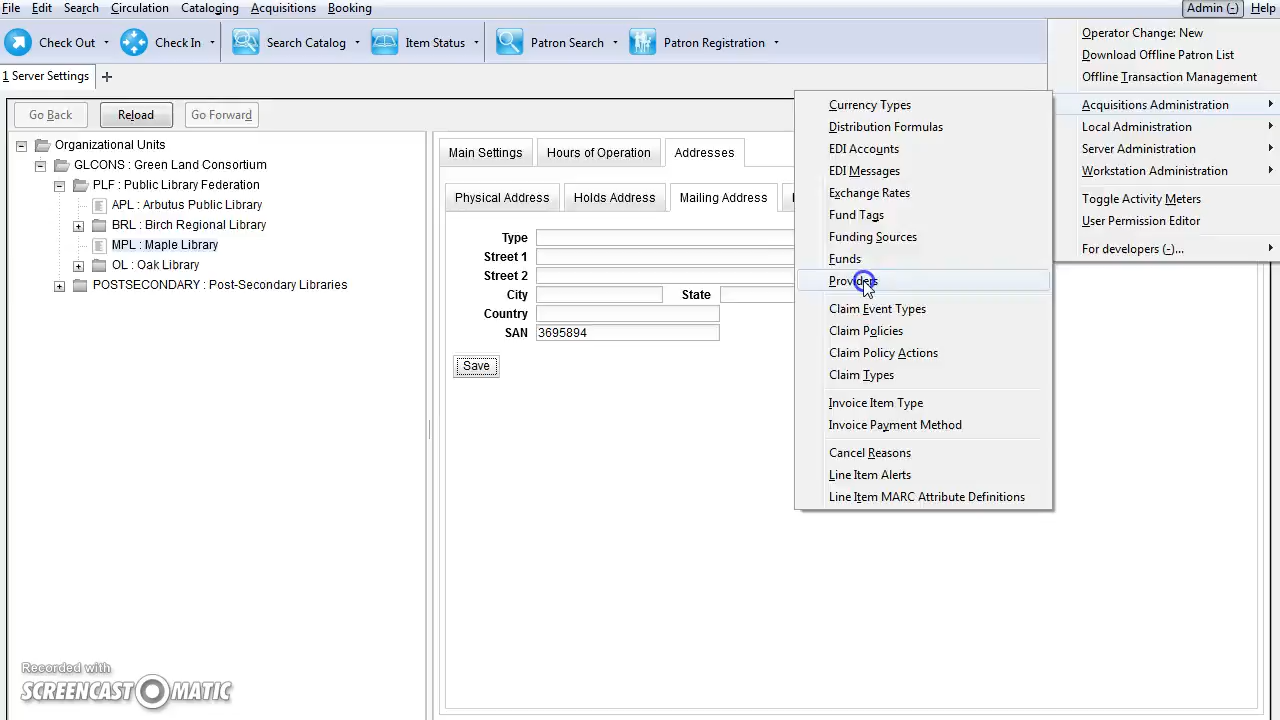 File Edit Search Circulation Cataloging Acquisitions Booking Admin (-) Help
Check Out Check In Search Catalog Item Status Patron Search Patron Registration
1 Server Settings +
Go Back Reload Go Forward
Organizational Units
GLCONS : Green Land Consortium
PLF : Public Library Federation
APL : Arbutus Public Library
BRL : Birch Regional Library
MPL : Maple Library
OL : Oak Library
POSTSECONDARY : Post-Secondary Libraries
Main Settings Hours of Operation Addresses
Physical Address Holds Address Mailing Address
Type
Street 1
Street 2
City State
Country
SAN 3695894
Save
Currency Types
Distribution Formulas
EDI Accounts
EDI Messages
Exchange Rates
Fund Tags
Funding Sources
Funds
Providers
Claim Event Types
Claim Policies
Claim Policy Actions
Claim Types
Invoice Item Type
Invoice Payment Method
Cancel Reasons
Line Item Alerts
Line Item MARC Attribute Definitions
Operator Change: New
Download Offline Patron List
Offline Transaction Management
Acquisitions Administration
Local Administration
Server Administration
Workstation Administration
Toggle Activity Meters
User Permission Editor
For developers (-)...
Recorded with
SCREENCAST MATIC